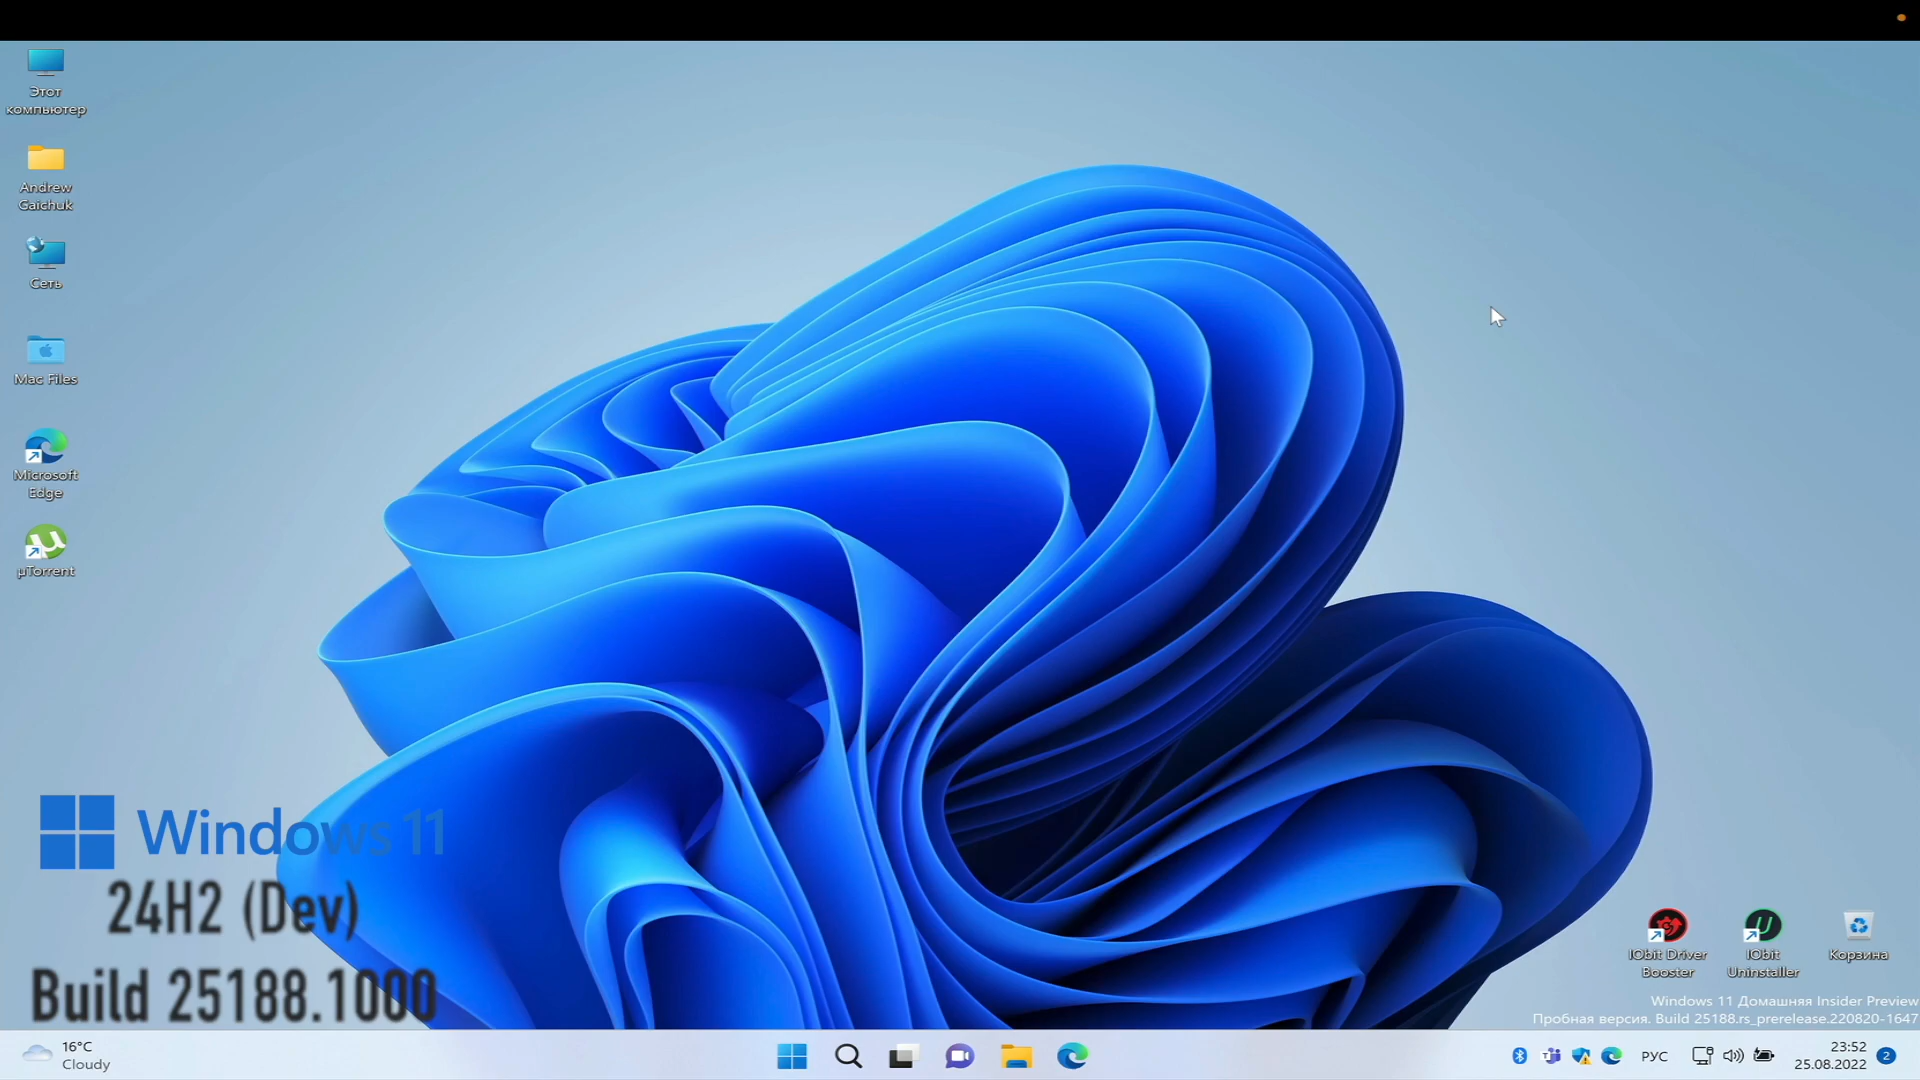 Этот
компьютер
Andrew
Gaichuk
Сеть
Mac Files
Microsoft
Edge
µTorrent
Windows 11
24H2 (Dev)
Build 25188.1000
IObit Driver
Booster
IObit
Uninstaller
Корзина
Windows 11 Домашняя Insider Preview
Пробная версия. Build 25188.rs_prerelease.220820-1647
16°C
Cloudy
РУС
23:52
25.08.2022
2